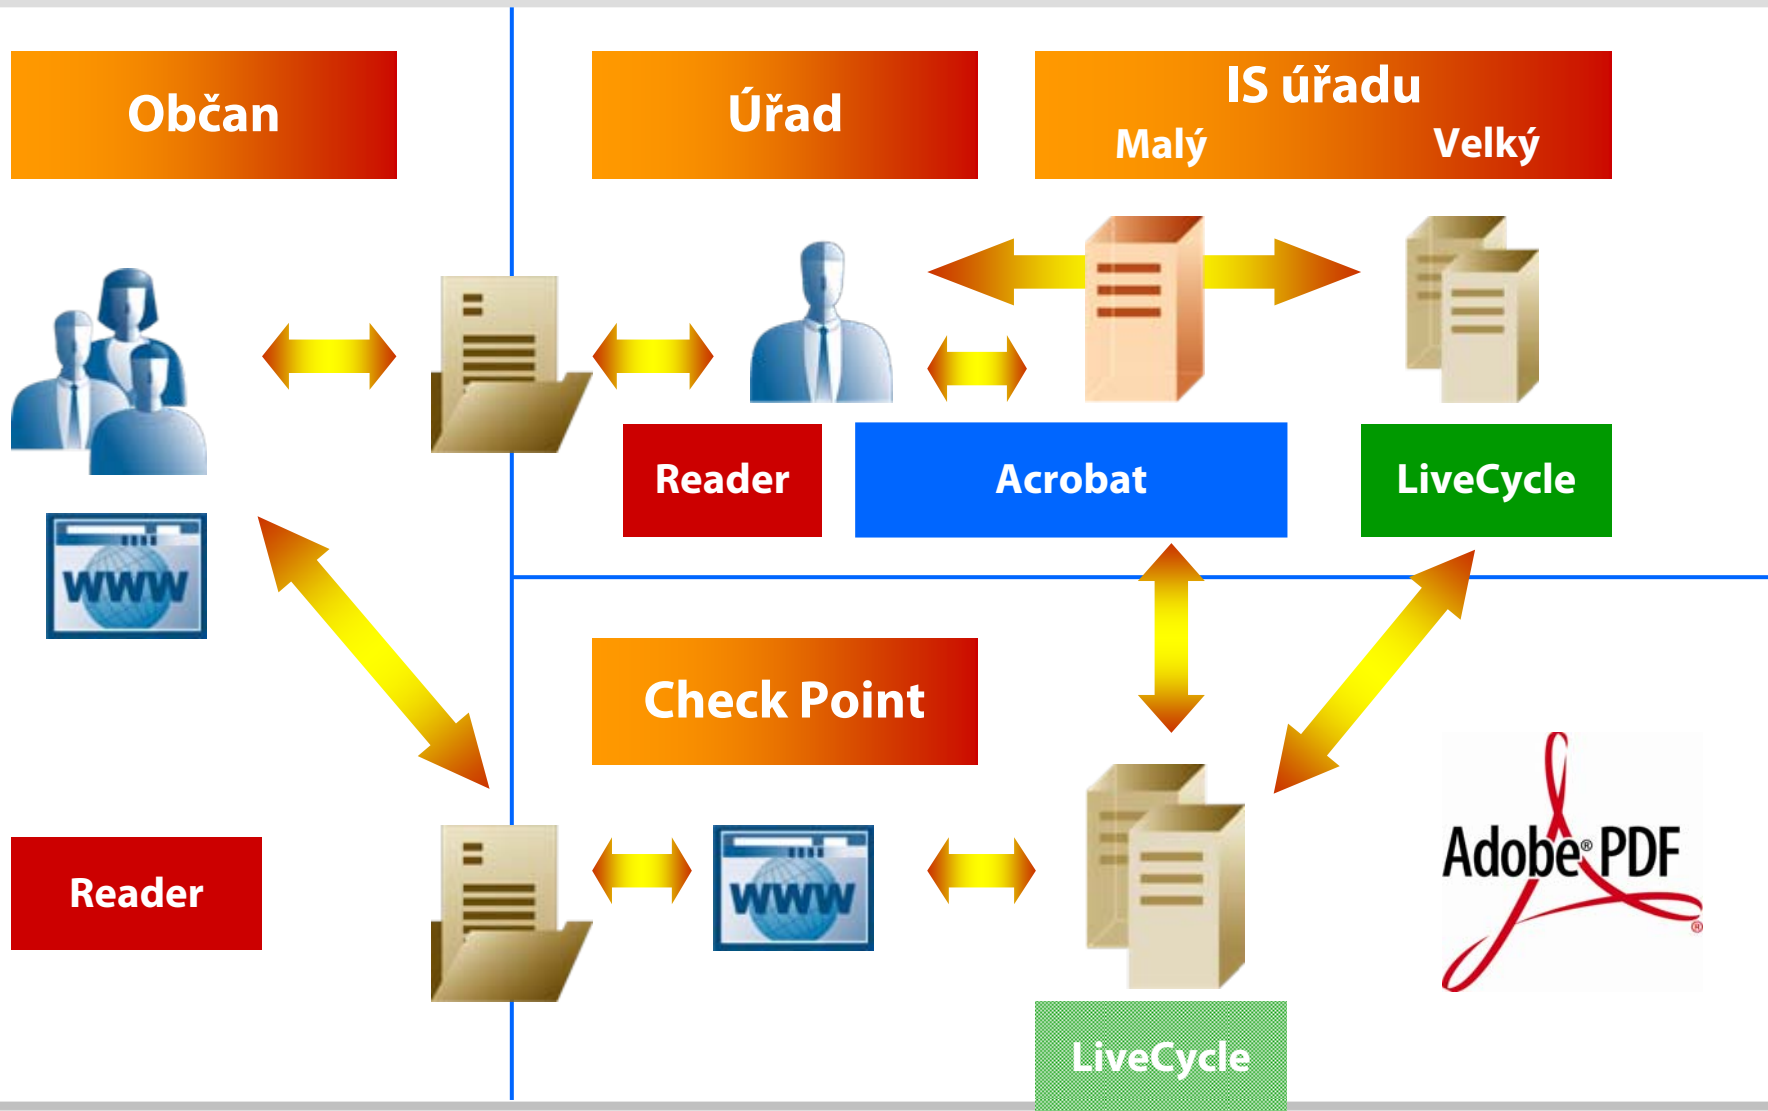 Občan
Úřad
IS úřadu
Malý
Velký
Reader
Acrobat
LiveCycle
www
Check Point
Reader
www
Adobe® PDF
®
LiveCycle